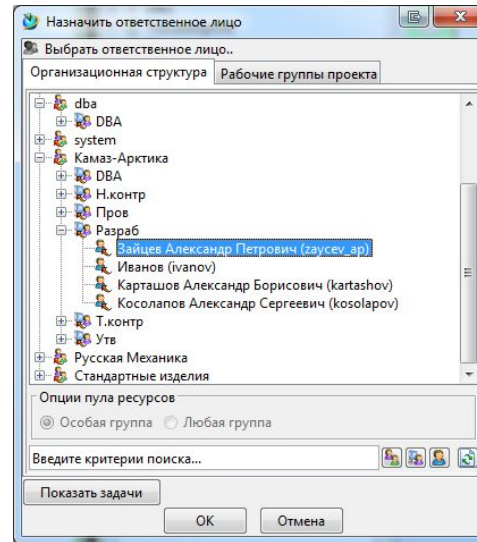 Назначить ответственное лицо
Выбрать ответственное лицо..
Организационная структура Рабочие группы проекта
dba
DBA
system
Камаз-Арктика
DBA
Н.контр
Пров
Разраб
Зайцев Александр Петрович (zaycev_ap)
Иванов (ivanov)
Карташов Александр Борисович (kartashov)
Косолапов Александр Сергеевич (kosolapov)
Т.контр
Утв
Русская Механика
Стандартные изделия
Опции пула ресурсов
Особая группа Любая группа
Введите критерии поиска...
Показать задачи
ОК Отмена